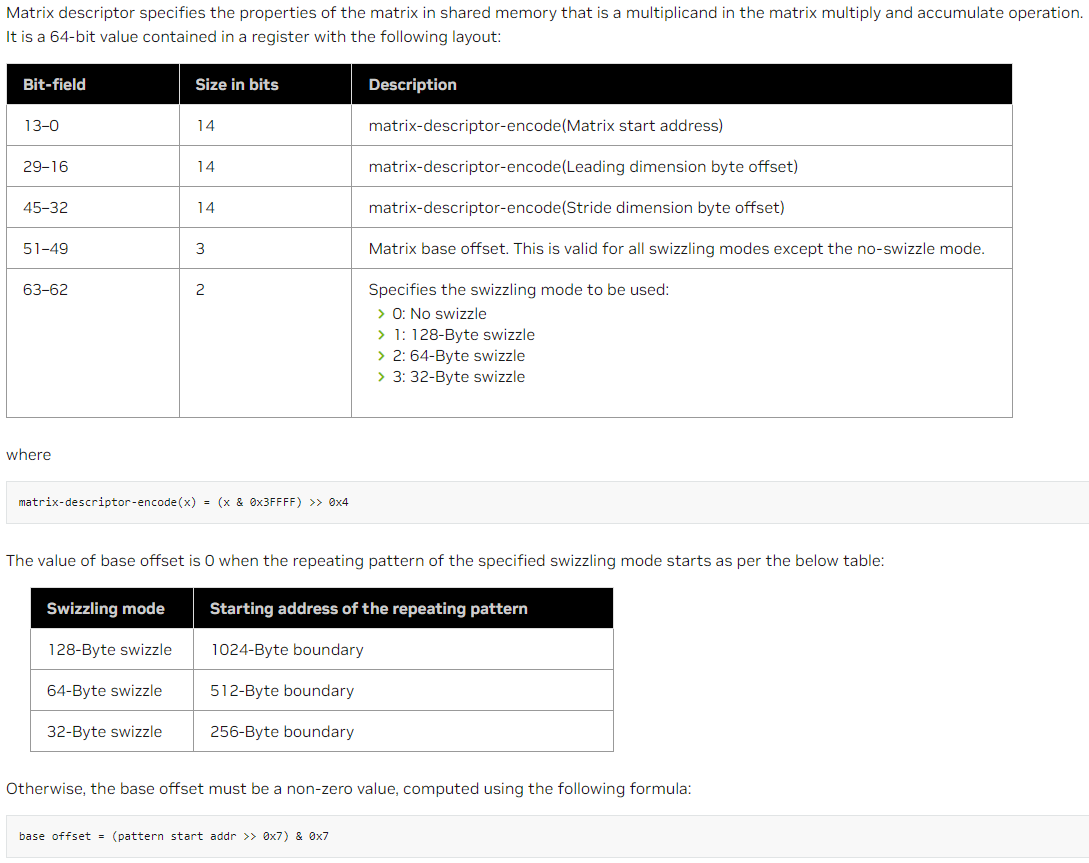 Matrix descriptor specifies the properties of the matrix in shared memory that is a multiplicand in the matrix multiply and accumulate operation.
It is a 64-bit value contained in a register with the following layout:
Bit-field Size in bits Description
13–0 14 matrix-descriptor-encode(Matrix start address)
29–16 14 matrix-descriptor-encode(Leading dimension byte offset)
45–32 14 matrix-descriptor-encode(Stride dimension byte offset)
51–49 3 Matrix base offset. This is valid for all swizzling modes except the no-swizzle mode.
63–62 2 Specifies the swizzling mode to be used:
0: No swizzle
1: 128-Byte swizzle
2: 64-Byte swizzle
3: 32-Byte swizzle
where
matrix-descriptor-encode(x) = (x & 0x3FFFF) >> 0x4
The value of base offset is 0 when the repeating pattern of the specified swizzling mode starts as per the below table:
Swizzling mode Starting address of the repeating pattern
128-Byte swizzle 1024-Byte boundary
64-Byte swizzle 512-Byte boundary
32-Byte swizzle 256-Byte boundary
Otherwise, the base offset must be a non-zero value, computed using the following formula:
base offset = (pattern start addr >> 0x7) & 0x7